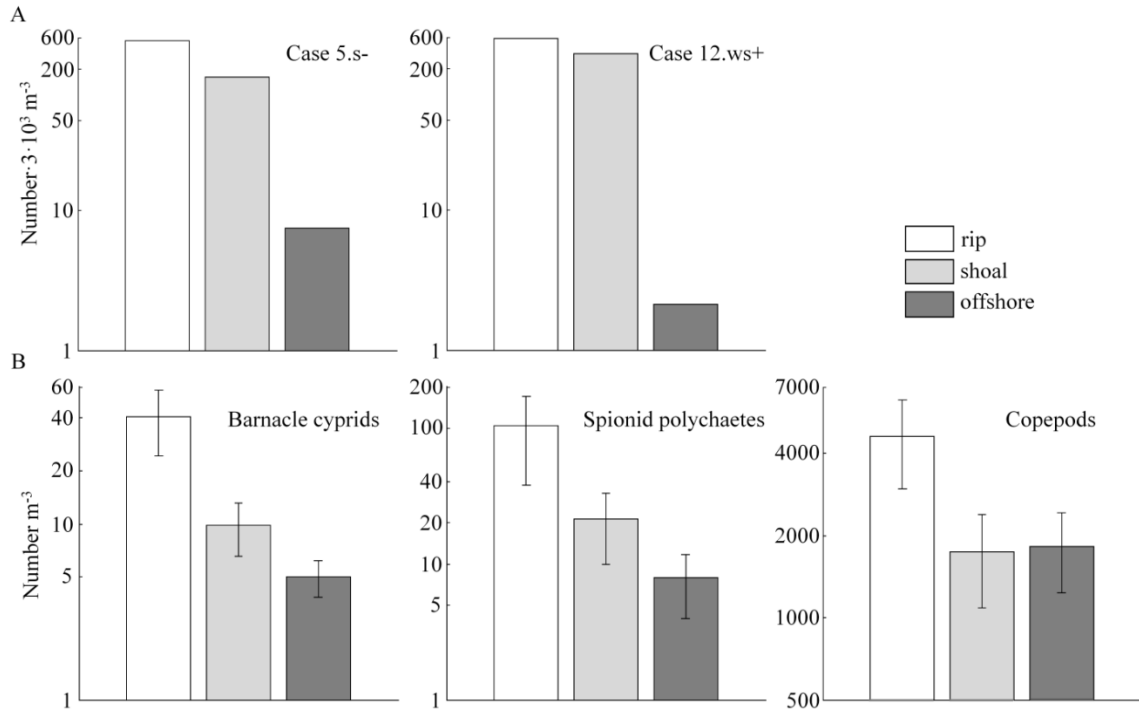 A
Number·3·10³ m⁻³
600
200
50
10
1
Case 5.s-
600
200
50
10
1
Case 12.ws+
rip
shoal
offshore
B
Number m⁻³
60
40
20
10
5
1
Barnacle cyprids
200
100
40
20
10
5
1
Spionid polychaetes
7000
4000
2000
1000
500
Copepods